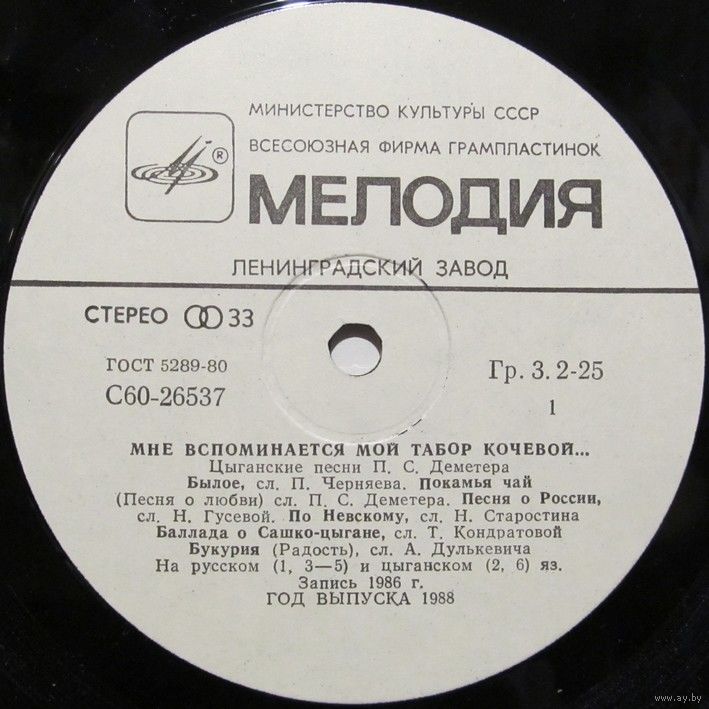 МИНИСТЕРСТВО КУЛЬТУРЫ СССР
ВСЕСОЮЗНАЯ ФИРМА ГРАМПЛАСТИНОК
®
МЕЛОДИЯ
ЛЕНИНГРАДСКИЙ ЗАВОД
СТЕРЕО 33
ГОСТ 5289-80
Гр. 3. 2-25
С60-26537
1
МНЕ ВСПОМИНАЕТСЯ МОЙ ТАБОР КОЧЕВОЙ...
Цыганские песни П. С. Деметера
Былое, сл. П. Черняева. Покамья чай
(Песня о любви) сл. П. С. Деметера. Песня о России,
сл. Н. Гусевой. По Невскому, сл. Н. Старостина
Баллада о Сашко-цыгане, сл. Т. Кондратовой
Букурия (Радость), сл. А. Дулькевича
На русском (1, 3—5) и цыганском (2, 6) яз.
Запись 1986 г.
ГОД ВЫПУСКА 1988
www.ay.by